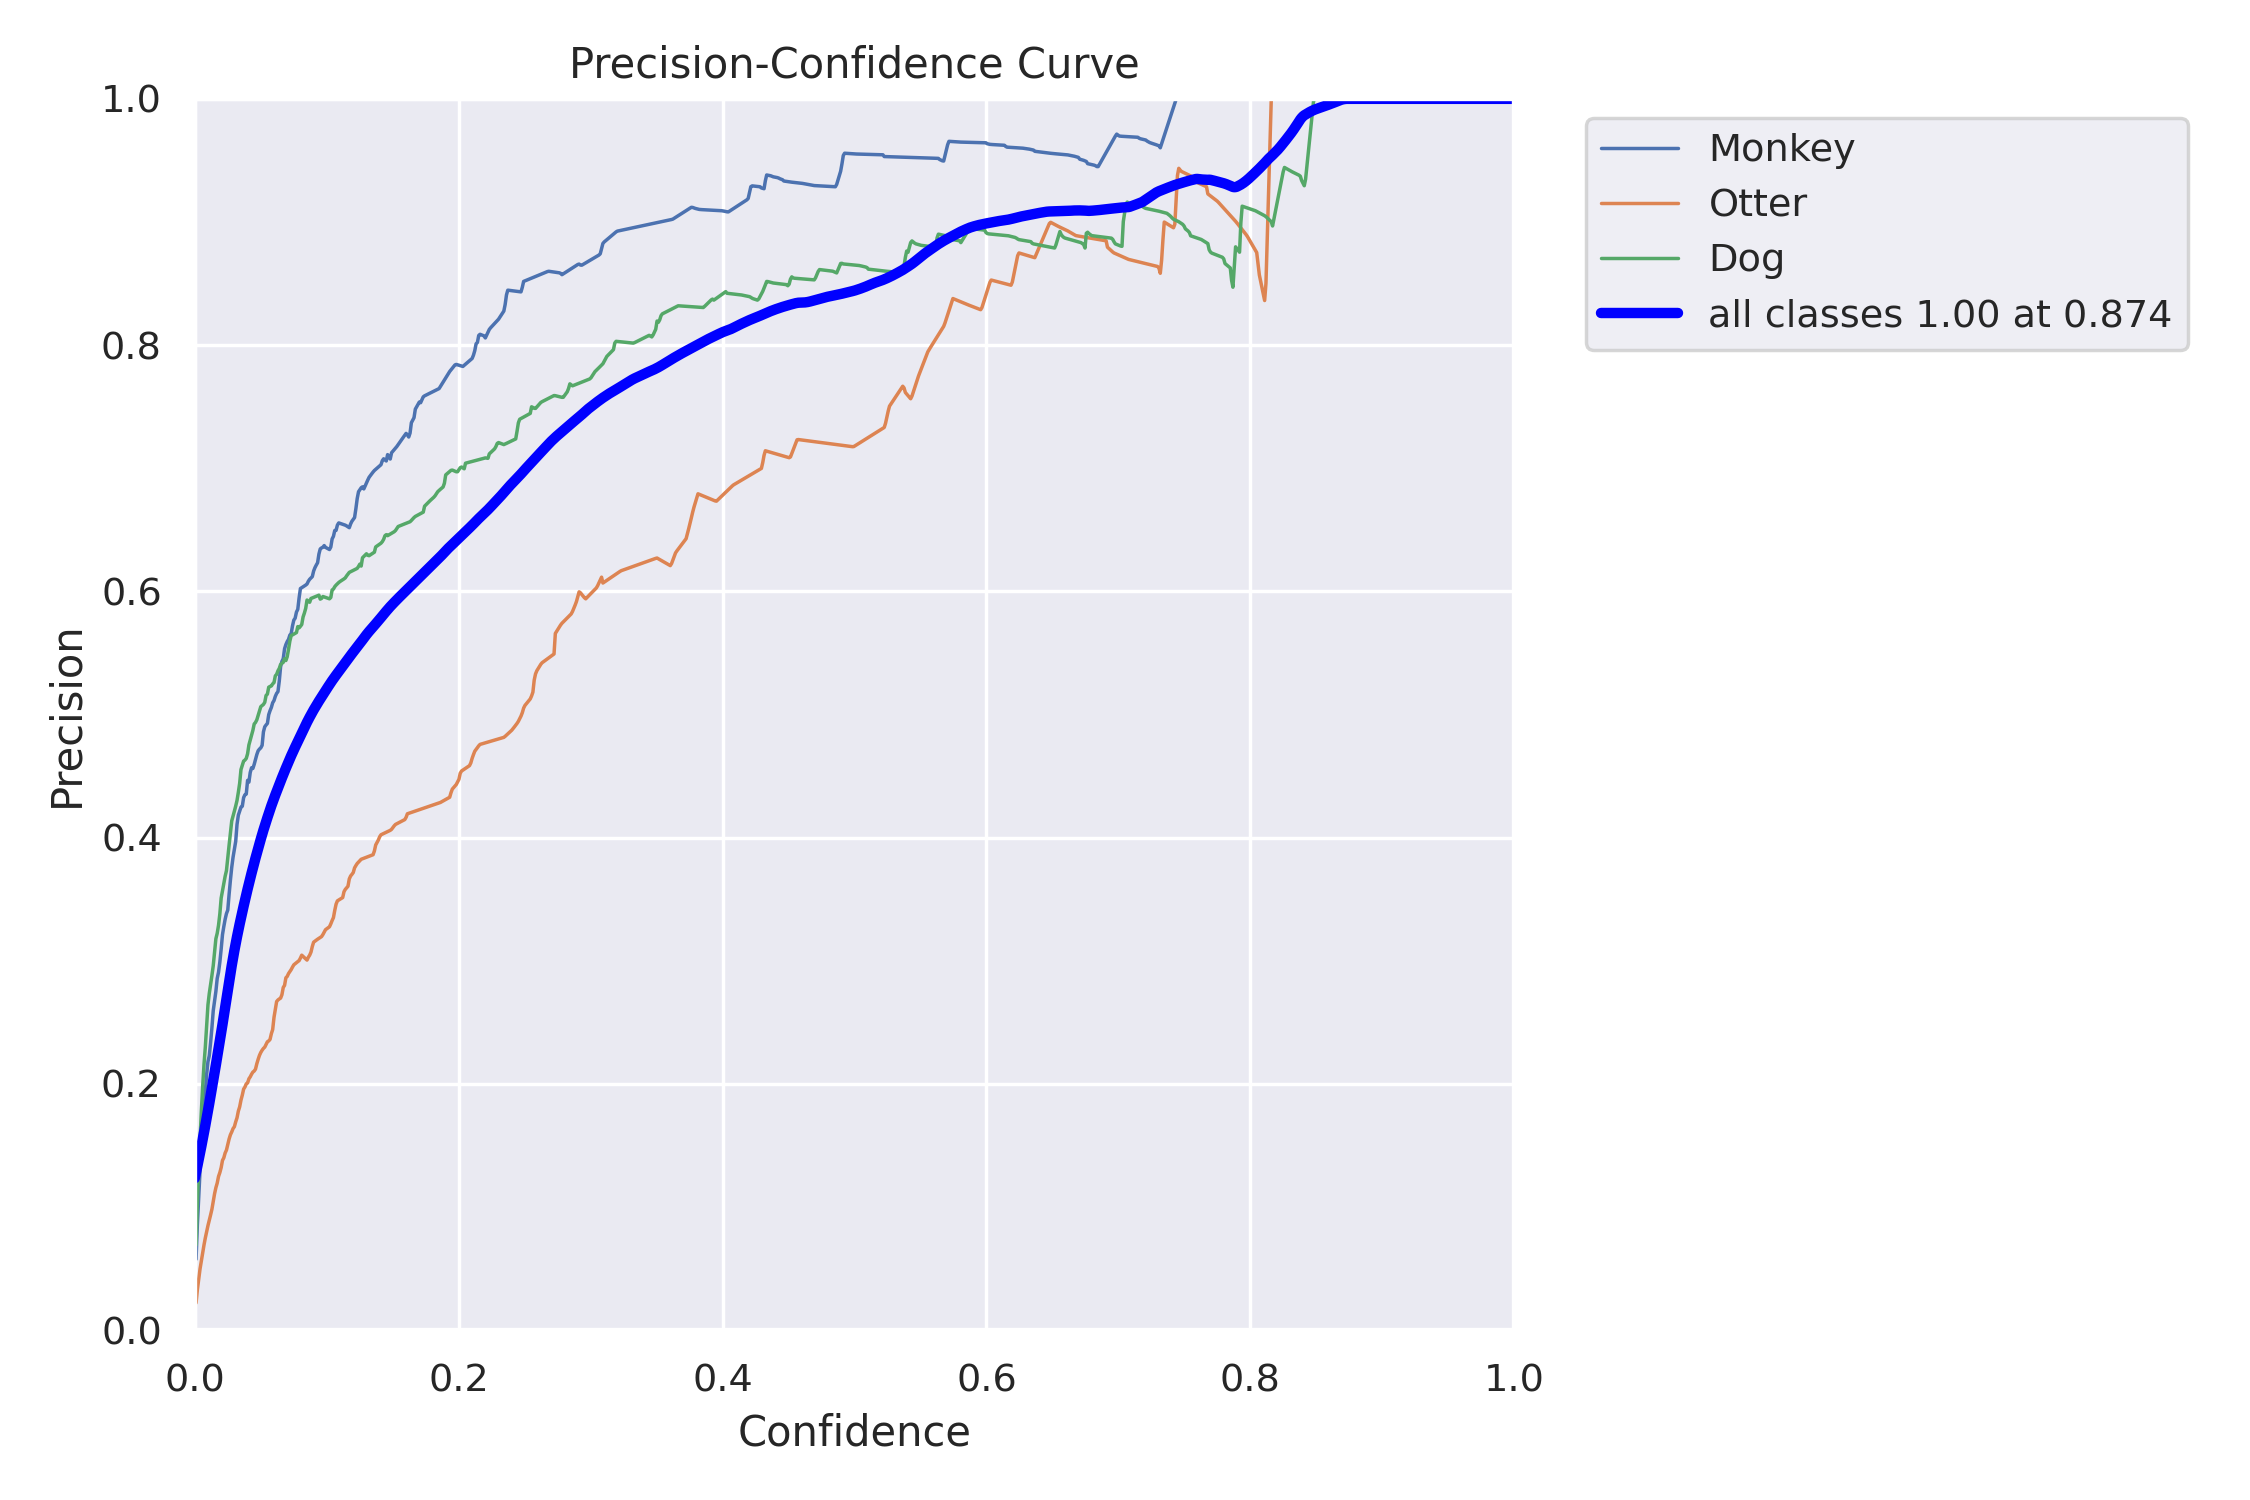 Precision-Confidence Curve
1.0
0.8
0.6
0.4
0.2
0.0
Precision
0.0 0.2 0.4 0.6 0.8 1.0
Confidence
Monkey
Otter
Dog
all classes 1.00 at 0.874